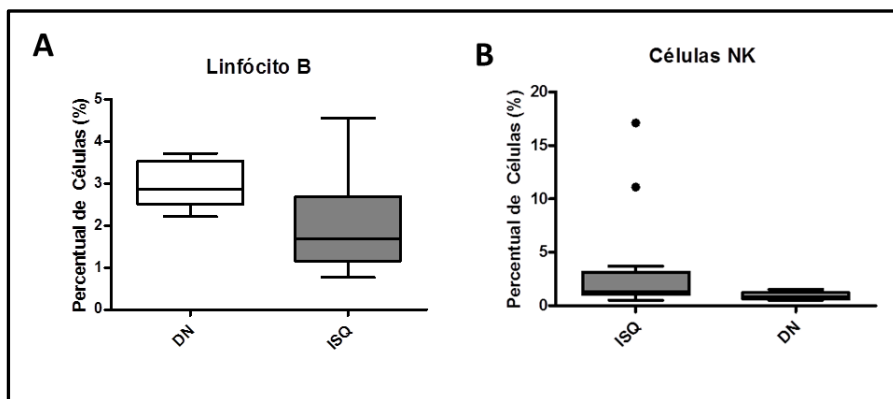 A
Linfócito B
Percentual de Células (%)
5
4
3
2
1
0
DN
ISQ
B
Células NK
Percentual de Células (%)
20
15
10
5
0
ISQ
DN